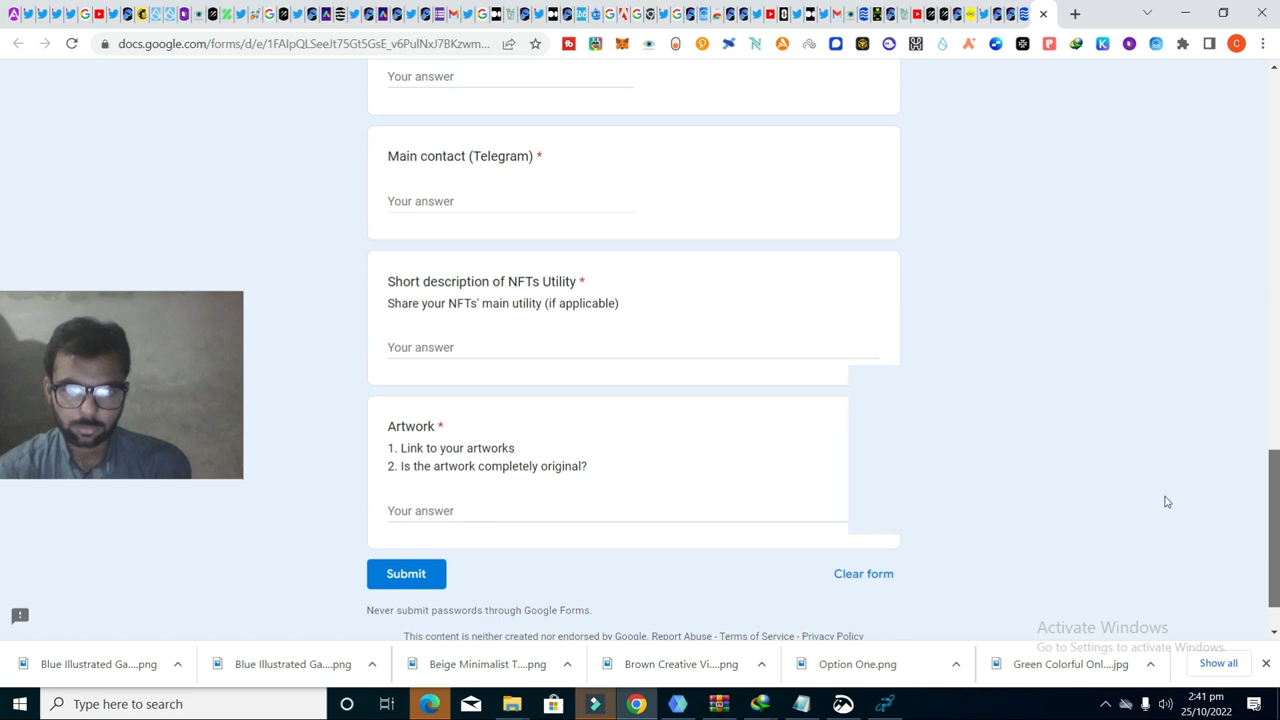 docs.google.com/forms/d/e/1FAIpQLSeeJt75Gt5GsE_v6PulNxJ7BKzwm...
Your answer
Main contact (Telegram) *
Your answer
Short description of NFTs Utility *
Share your NFTs' main utility (if applicable)
Your answer
Artwork *
1. Link to your artworks
2. Is the artwork completely original?
Your answer
Submit
Clear form
Never submit passwords through Google Forms.
This content is neither created nor endorsed by Google. Report Abuse - Terms of Service - Privacy Policy
Activate Windows
Go to Settings to activate Windows.
Blue Illustrated Ga....png
Blue Illustrated Ga....png
Beige Minimalist T....png
Brown Creative Vi....png
Option One.png
Green Colorful Onl....jpg
Show all
Type here to search
2:41 pm
25/10/2022